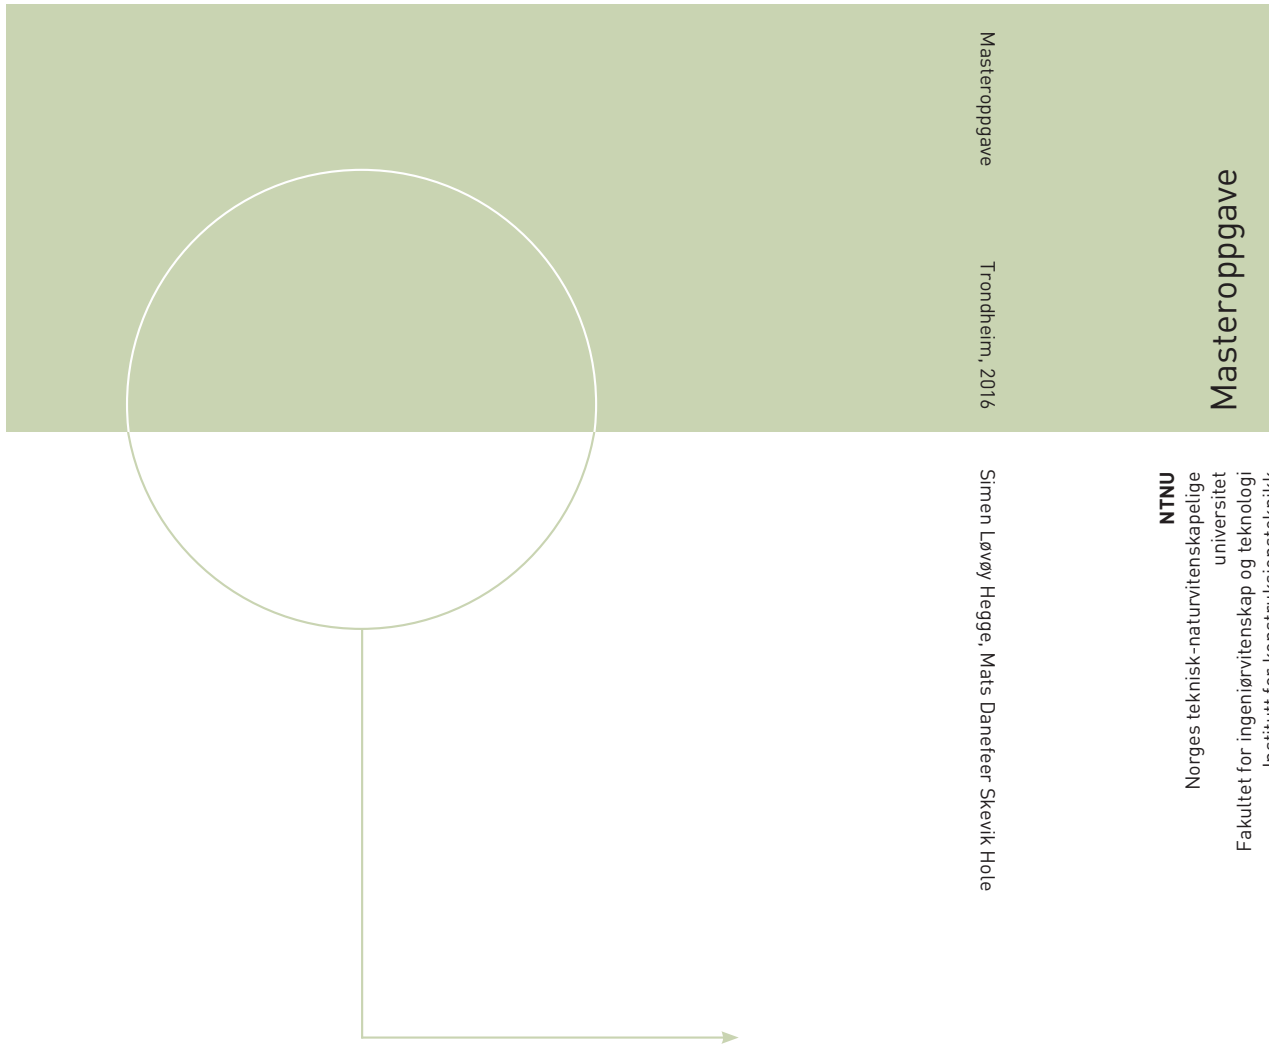 Masteroppgave
Trondheim, 2016
Simen Løvøy Hegge, Mats Danefeer Skevik Hole
Masteroppgave
NTNU
Norges teknisk-naturvitenskapelige
universitet
Fakultet for ingeniørvitenskap og teknologi